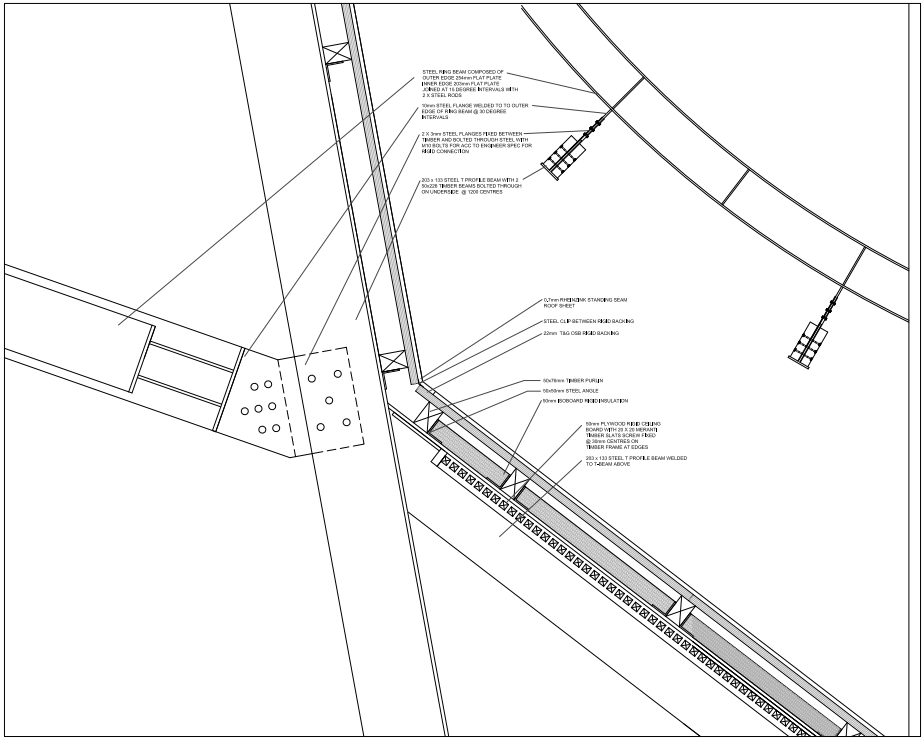 STEEL RING BEAM COMPOSED OF
OUTER EDGE 254mm FLAT PLATE
INNER EDGE 203mm FLAT PLATE
JOINED AT 15 DEGREE INTERVALS WITH
2 X STEEL RODS
10mm STEEL FLANGE WELDED TO TO OUTER
EDGE OF RING BEAM @ 30 DEGREE
INTERVALS
2 X 3mm STEEL FLANGES FIXED BETWEEN
TIMBER AND BOLTED THROUGH STEEL WITH
M10 BOLTS FOR ACC TO ENGINEER SPEC FOR
RIGID CONNECTION
203 x 133 STEEL T PROFILE BEAM WITH 2
50x228 TIMBER BEAMS BOLTED THROUGH
ON UNDERSIDE @ 1200 CENTRES
0,7mm RHEINZINK STANDING SEAM
ROOF SHEET
STEEL CLIP BETWEEN RIGID BACKING
22mm T&G OSB RIGID BACKING
50x76mm TIMBER PURLIN
50x50mm STEEL ANGLE
50mm ISOBOARD RIGID INSULATION
50mm PLYWOOD RIGID CEILING
BOARD WITH 20 X 20 MERANTI
TIMBER SLATS SCREW FIXED
@ 30mm CENTRES ON
TIMBER FRAME AT EDGES
203 x 133 STEEL T PROFILE BEAM WELDED
TO T-BEAM ABOVE